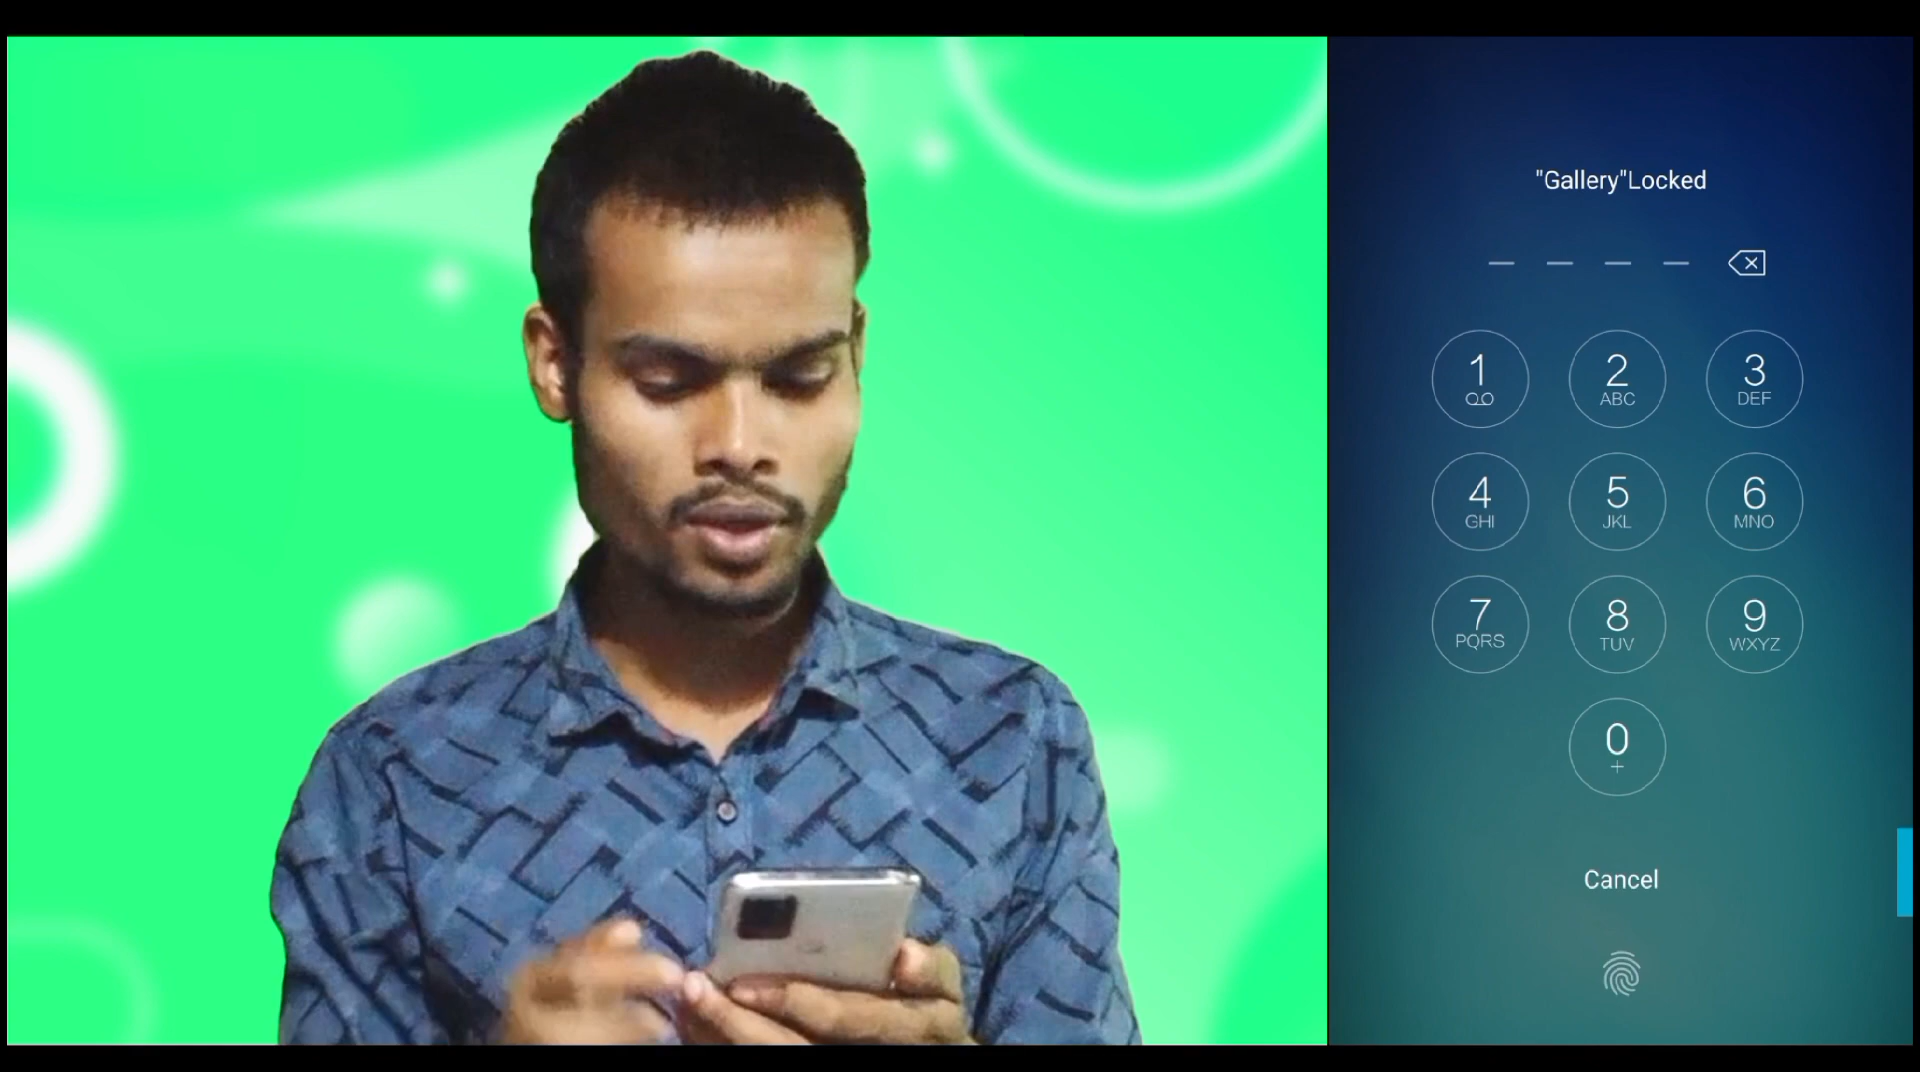 "Gallery"Locked
1
2
ABC
3
DEF
4
GHI
5
JKL
6
MNO
7
PQRS
8
TUV
9
WXYZ
0
+
Cancel